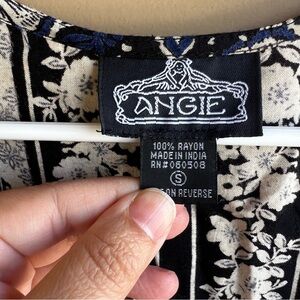 ANGIE
100% RAYON
MADE IN INDIA
RN#060508
S
ON REVERSE